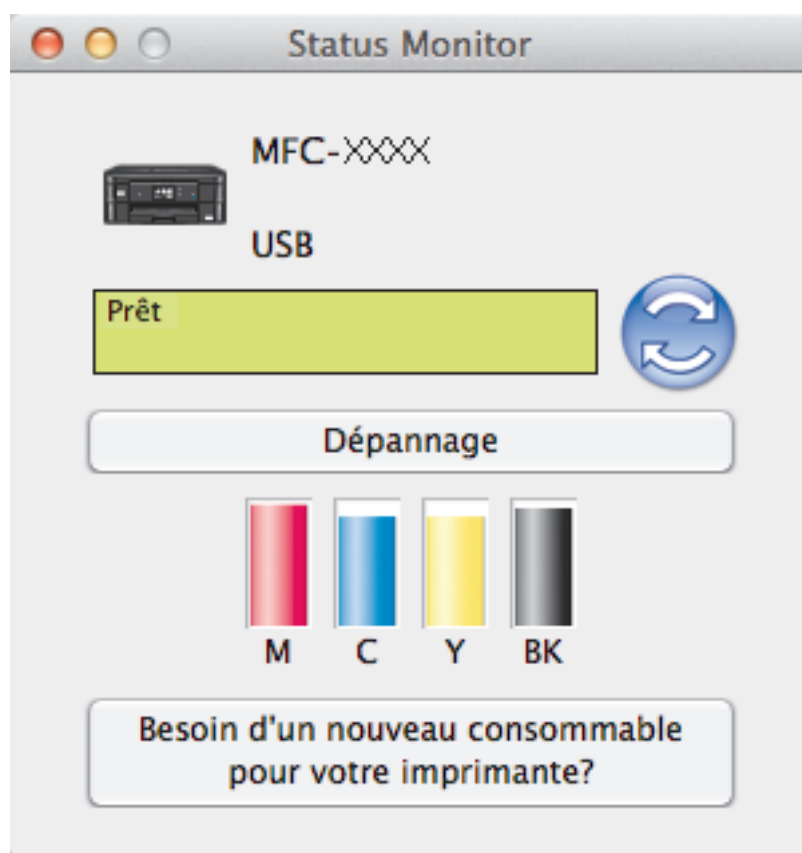 Status Monitor
MFC-XXXX
USB
Prêt
Dépannage
M C Y BK
Besoin d'un nouveau consommable
pour votre imprimante?